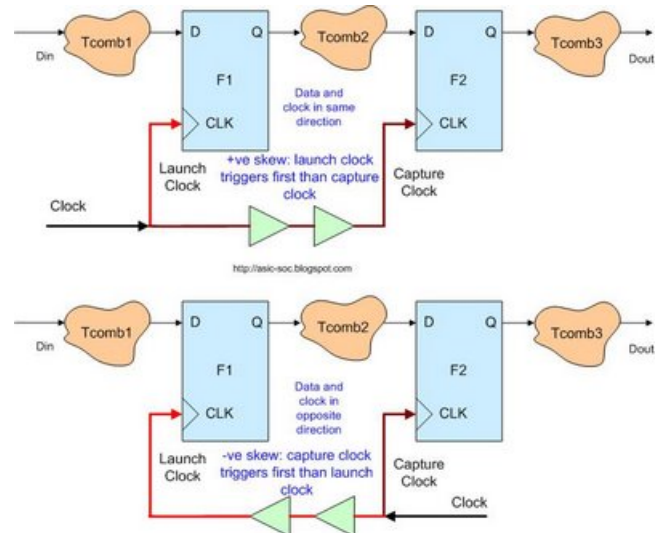 Tcomb1
D
Q
Tcomb2
D
Q
Tcomb3
Din
Dout
F1
Data and
clock in same
direction
F2
CLK
CLK
Launch
Clock
+ve skew: launch clock
triggers first than capture
clock
Capture
Clock
Clock
http://asic-soc.blogspot.com
Tcomb1
D
Q
Tcomb2
D
Q
Tcomb3
Din
Dout
F1
Data and
clock in
opposite
direction
F2
CLK
CLK
Launch
Clock
-ve skew: capture clock
triggers first than launch
clock
Capture
Clock
Clock